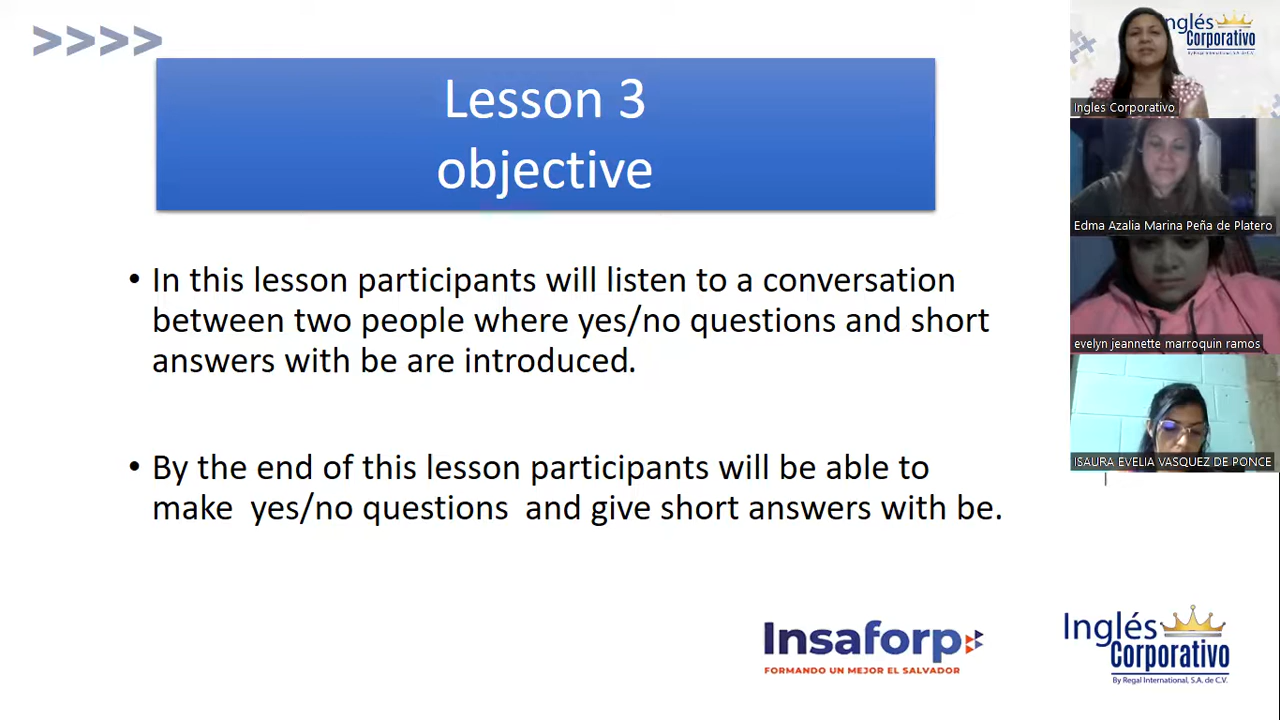 >>>>
Lesson 3
objective
• In this lesson participants will listen to a conversation
between two people where yes/no questions and short
answers with be are introduced.
• By the end of this lesson participants will be able to
make  yes/no questions  and give short answers with be.
Insaforp
FORMANDO UN MEJOR EL SALVADOR
Inglés
Corporativo
By Regal International, S.A. de C.V.
Inglés
Corporativo
By Regal International, S.A. de C.V.
Ingles Corporativo
Edma Azalia Marina Peña de Platero
evelyn jeannette marroquin ramos
ISAURA EVELIA VASQUEZ DE PONCE